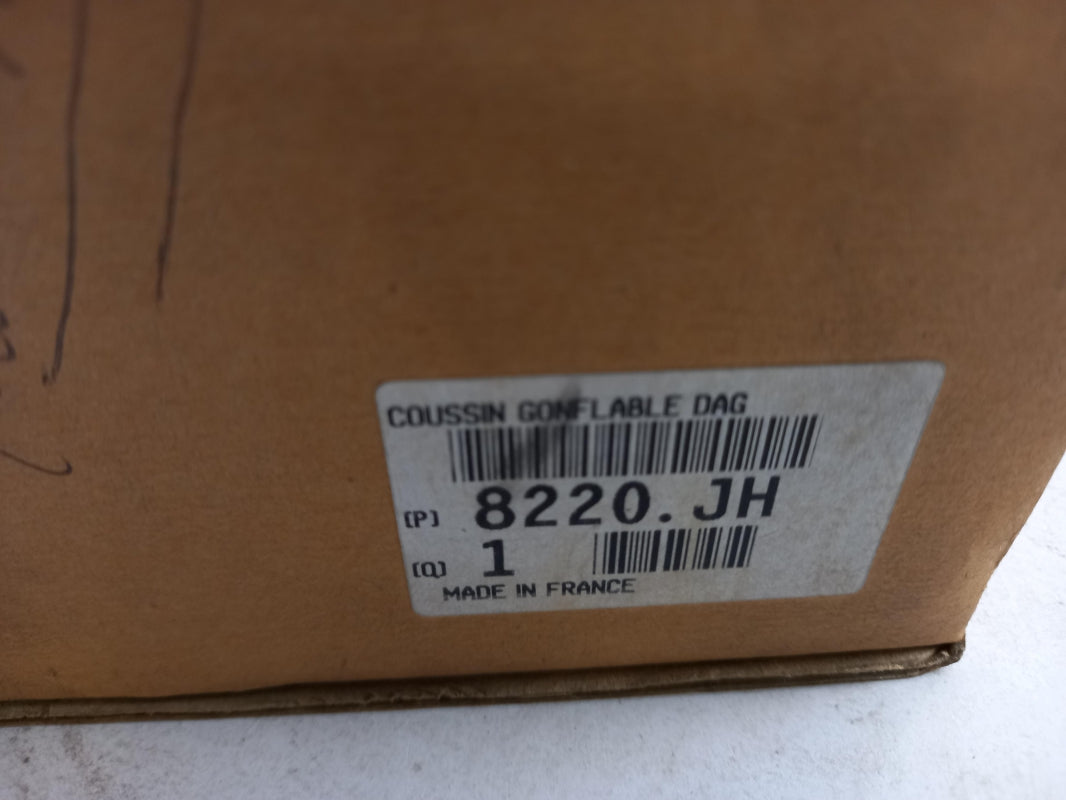 COUSSIN GONFLABLE DAG
(P) 8220.JH
(Q) 1
MADE IN FRANCE